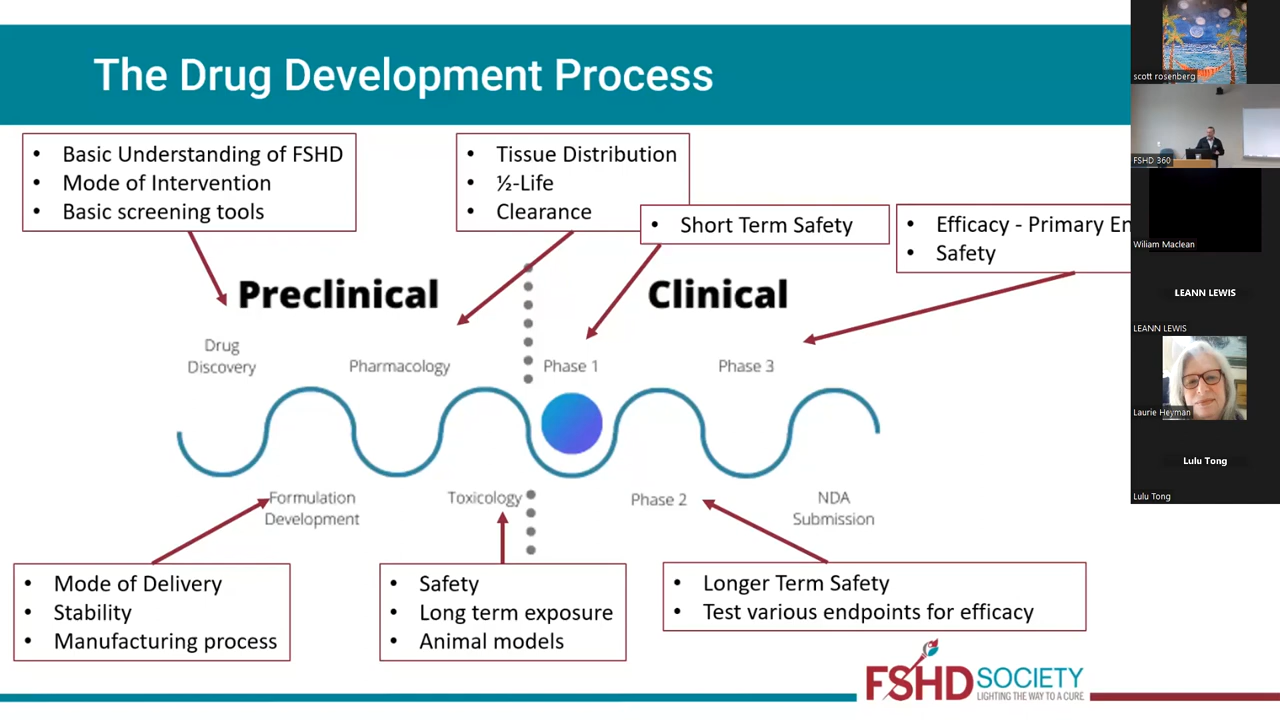 The Drug Development Process
• Basic Understanding of FSHD
• Mode of Intervention
• Basic screening tools
• Tissue Distribution
• ½-Life
• Clearance
• Short Term Safety
• Efficacy - Primary En
• Safety
Preclinical
Clinical
Drug
Discovery
Pharmacology
Phase 1
Phase 3
Formulation
Development
Toxicology
Phase 2
NDA
Submission
• Mode of Delivery
• Stability
• Manufacturing process
• Safety
• Long term exposure
• Animal models
• Longer Term Safety
• Test various endpoints for efficacy
FSHD SOCIETY
LIGHTING THE WAY TO A CURE
scott rosenberg
FSHD 360
Wiliam Maclean
LEANN LEWIS
LEANN LEWIS
Laurie Heyman
Lulu Tong
Lulu Tong